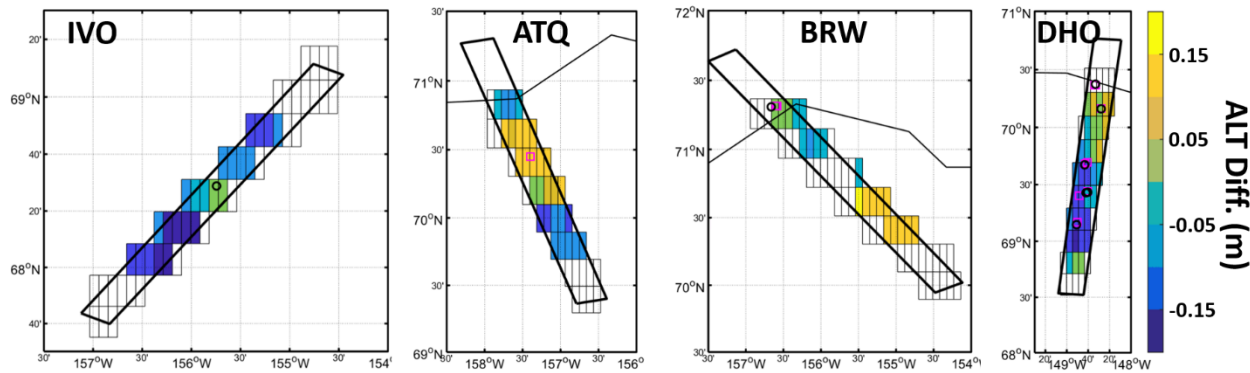 IVO
20'
69°N
40'
20'
68°N
40'
30' 157°W 30' 156°W 30' 155°W 30' 154°
ATQ
30'
71°N
30'
70°N
30'
69°N
158°W 30' 157°W 30' 156°
BRW
72°N
30'
71°N
30'
70°N
30'
30' 157°W 30' 156°W 30' 155°W 30' 154°W
DHO
71°N
30'
70°N
30'
69°N
30'
68°N
20' 149°W 40' 20' 148°W
0.15
0.05
-0.05
-0.15
ALT Diff. (m)